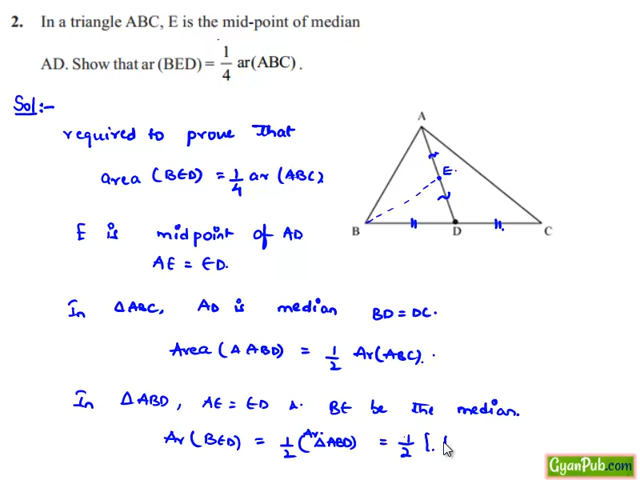 2. In a triangle ABC, E is the mid-point of median
AD. Show that ar (BED) = 1/4 ar(ABC).
Sol:-
required to prove that
area (BED) = 1/4 ar (ABC)
E is midpoint of AD
AE = ED.
In ΔABC, AD is median BD = DC.
Area (ΔABD) = 1/2 Ar(ABC).
In ΔABD, AE = ED & BE be the median.
Ar (BED) = 1/2 (Ar. ΔABD) = 1/2 [.
A
E.
B
D
C
GyanPub.com